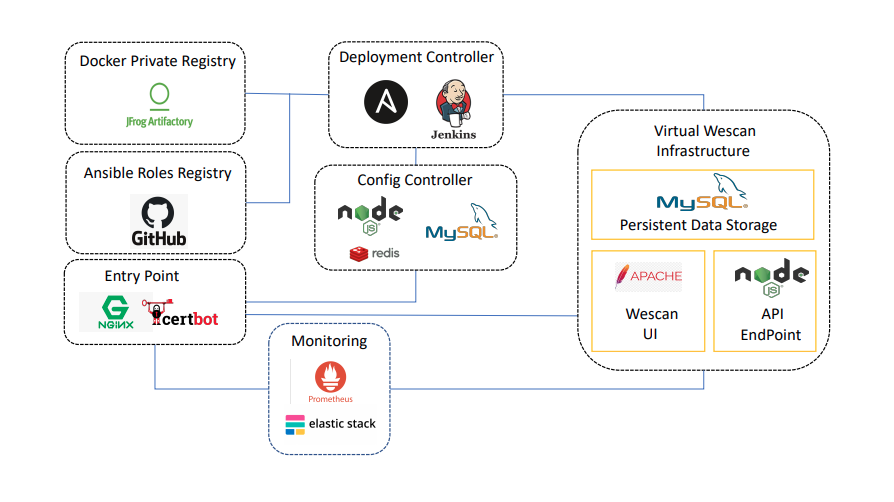 Docker Private Registry
JFrog Artifactory
Deployment Controller
A
Jenkins
Ansible Roles Registry
GitHub
Config Controller
node
JS
MySQL®
redis
Entry Point
G
NGINX
certbot
Monitoring
Prometheus
elastic stack
Virtual Wescan
Infrastructure
MySQL®
Persistent Data Storage
APACHE
Wescan
UI
node
JS
API
EndPoint